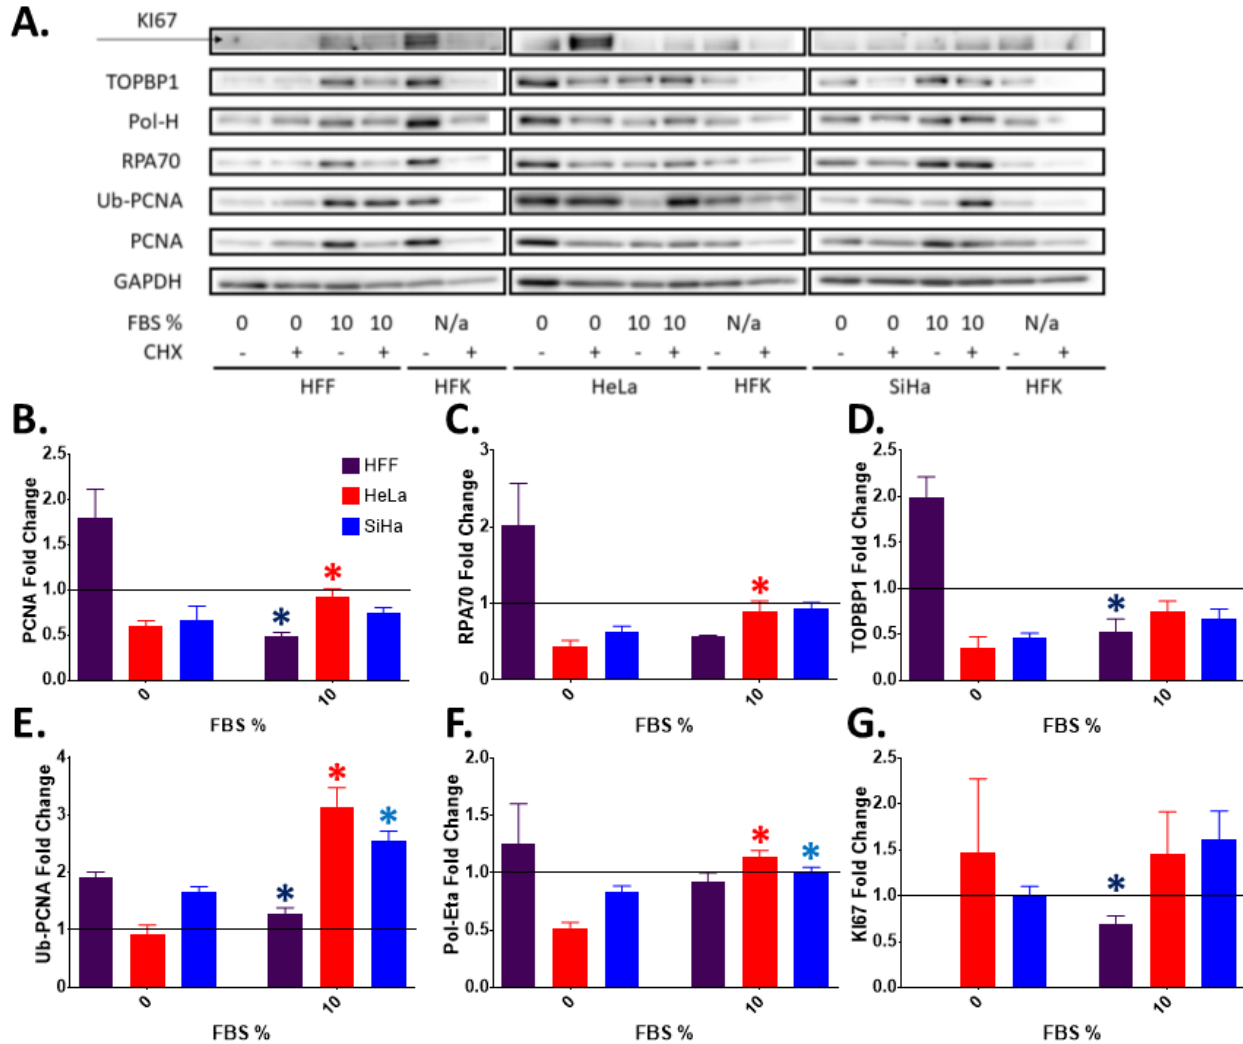 A.
KI67
TOPBP1
Pol-H
RPA70
Ub-PCNA
PCNA
GAPDH
FBS % 0 0 10 10 N/a 0 0 10 10 N/a 0 0 10 10 N/a
CHX - + - + - + - + - + - + - + - + - +
HFF HFK HeLa HFK SiHa HFK
B.
PCNA Fold Change
2.5
2.0
1.5
1.0
0.5
0.0
HFF
HeLa
SiHa
*
*
0 10
FBS %
C.
RPA70 Fold Change
3
2
1
0
*
0 10
FBS %
D.
TOPBP1 Fold Change
2.5
2.0
1.5
1.0
0.5
0.0
*
0 10
FBS %
E.
Ub-PCNA Fold Change
4
3
2
1
0
*
*
*
0 10
FBS %
F.
Pol-Eta Fold Change
2.0
1.5
1.0
0.5
0.0
*
*
0 10
FBS %
G.
KI67 Fold Change
2.5
2.0
1.5
1.0
0.5
0.0
*
0 10
FBS %